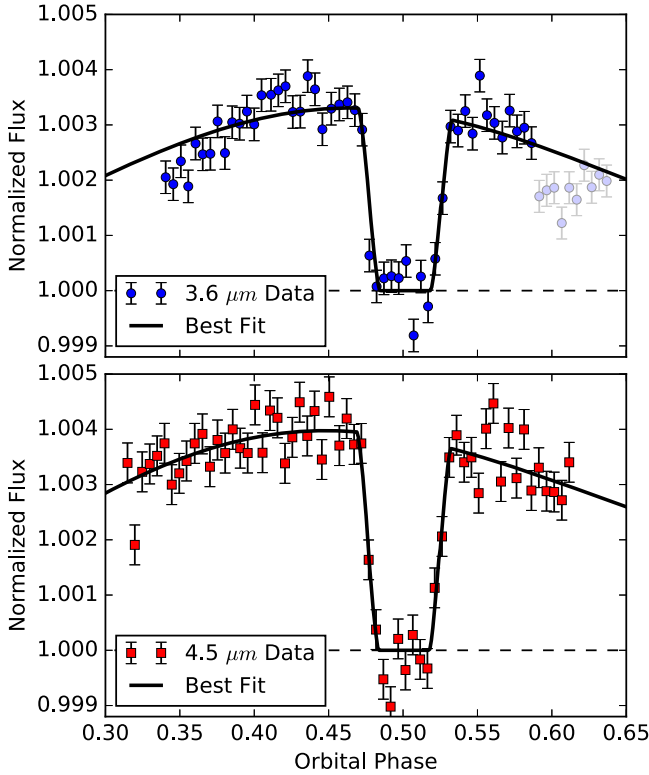 1.005
1.004
1.003
1.002
1.001
1.000
0.999
Normalized Flux
3.6 μm Data
Best Fit
1.005
1.004
1.003
1.002
1.001
1.000
0.999
Normalized Flux
4.5 μm Data
Best Fit
0.30 0.35 0.40 0.45 0.50 0.55 0.60 0.65
Orbital Phase